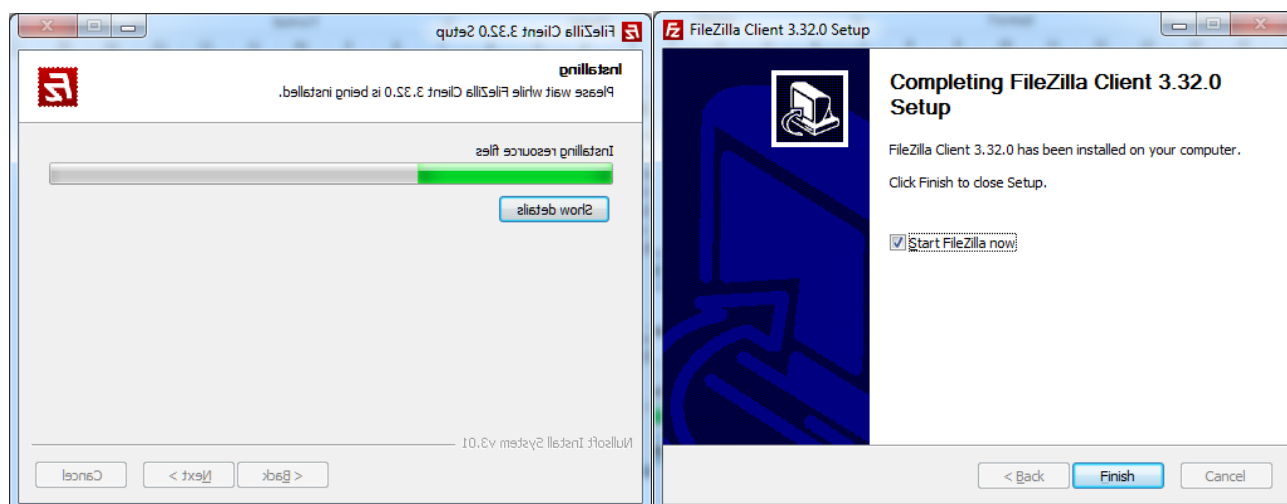 FileZilla Client 3.32.0 Setup
Installing
Please wait while FileZilla Client 3.32.0 is being installed.
Installing resource files
Show details
Nullsoft Install System v3.01
< Back
Next >
Cancel
FileZilla Client 3.32.0 Setup
Completing FileZilla Client 3.32.0
Setup
FileZilla Client 3.32.0 has been installed on your computer.
Click Finish to close Setup.
Start FileZilla now
< Back
Finish
Cancel